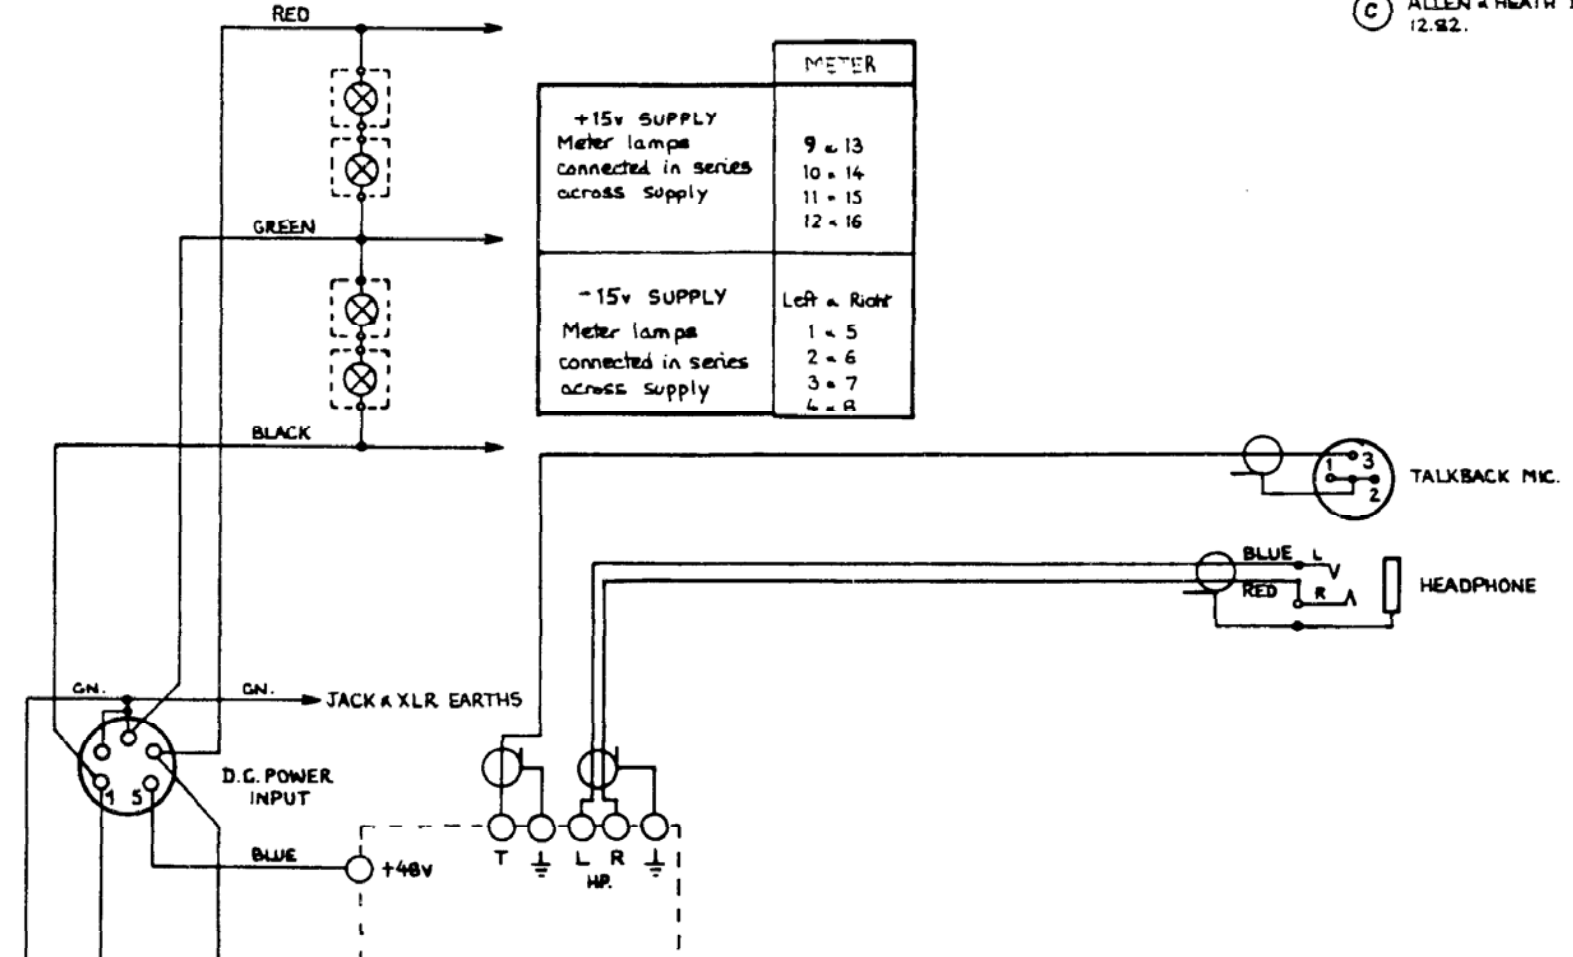 RED
C ALLEN & HEATH
12.82.
METER
+15v SUPPLY
Meter lamps
connected in series
across supply
9 & 13
10 & 14
11 & 15
12 & 16
GREEN
-15v SUPPLY
Meter lamps
connected in series
across supply
Left & Right
1 & 5
2 & 6
3 & 7
4 & 8
BLACK
1 3
2
TALKBACK MIC.
BLUE L
RED R
HEADPHONE
GN. GN.
JACK & XLR EARTHS
D.C. POWER
INPUT
1 5
BLUE
+48V
T L R
HP.